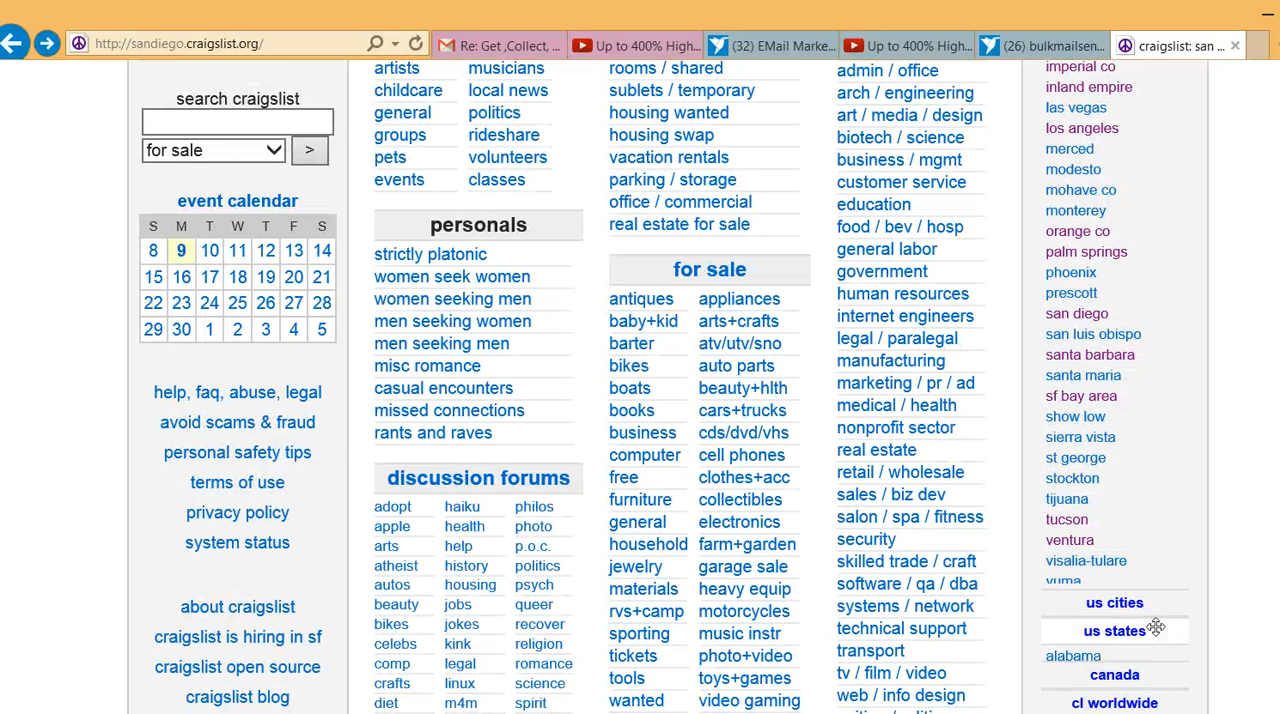 http://sandiego.craigslist.org/
Re: Get ,Collect, ...
Up to 400% High...
(32) EMail Marke...
Up to 400% High...
(26) bulkmailsen...
craigslist: san ...
search craigslist
for sale
>
event calendar
S M T W T F S
8 9 10 11 12 13 14
15 16 17 18 19 20 21
22 23 24 25 26 27 28
29 30 1 2 3 4 5
help, faq, abuse, legal
avoid scams & fraud
personal safety tips
terms of use
privacy policy
system status
about craigslist
craigslist is hiring in sf
craigslist open source
craigslist blog
artists musicians
childcare local news
general politics
groups rideshare
pets volunteers
events classes
personals
strictly platonic
women seek women
women seeking men
men seeking women
men seeking men
misc romance
casual encounters
missed connections
rants and raves
discussion forums
adopt haiku philos
apple health photo
arts help p.o.c.
atheist history politics
autos housing psych
beauty jobs queer
bikes jokes recover
celebs kink religion
comp legal romance
crafts linux science
diet m4m spirit
rooms / shared
sublets / temporary
housing wanted
housing swap
vacation rentals
parking / storage
office / commercial
real estate for sale
for sale
antiques appliances
baby+kid arts+crafts
barter atv/utv/sno
bikes auto parts
boats beauty+hlth
books cars+trucks
business cds/dvd/vhs
computer cell phones
free clothes+acc
furniture collectibles
general electronics
household farm+garden
jewelry garage sale
materials heavy equip
rvs+camp motorcycles
sporting music instr
tickets photo+video
tools toys+games
wanted video gaming
admin / office
arch / engineering
art / media / design
biotech / science
business / mgmt
customer service
education
food / bev / hosp
general labor
government
human resources
internet engineers
legal / paralegal
manufacturing
marketing / pr / ad
medical / health
nonprofit sector
real estate
retail / wholesale
sales / biz dev
salon / spa / fitness
security
skilled trade / craft
software / qa / dba
systems / network
technical support
transport
tv / film / video
web / info design
imperial co
inland empire
las vegas
los angeles
merced
modesto
mohave co
monterey
orange co
palm springs
phoenix
prescott
san diego
san luis obispo
santa barbara
santa maria
sf bay area
show low
sierra vista
st george
stockton
tijuana
tucson
ventura
visalia-tulare
yuma
us cities
us states
alabama
canada
cl worldwide